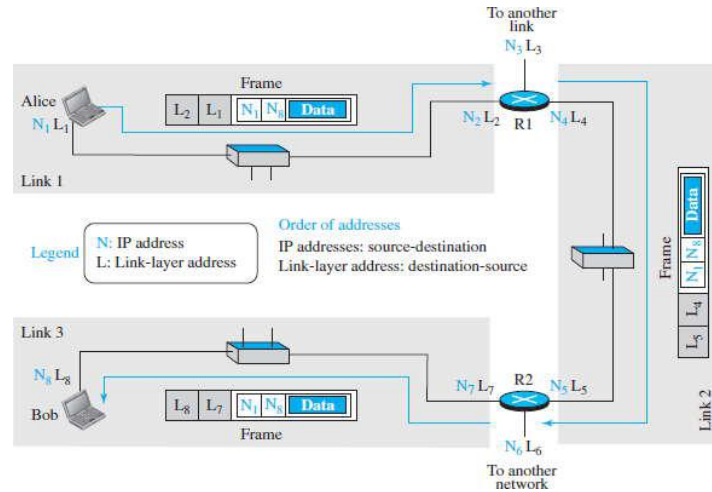 To another
link
N₃ L₃
Frame
Alice
N₁ L₁
L₂ L₁ N₁ N₈ Data
N₂ L₂
R1
N₄ L₄
Link 1
Legend
N: IP address
L: Link-layer address
Order of addresses
IP addresses: source-destination
Link-layer address: destination-source
Frame
L₅ L₄ N₁ N₈ Data
Link 2
Link 3
N₈ L₈
Bob
L₈ L₇ N₁ N₈ Data
Frame
N₇ L₇
R2
N₅ L₅
N₆ L₆
To another
network